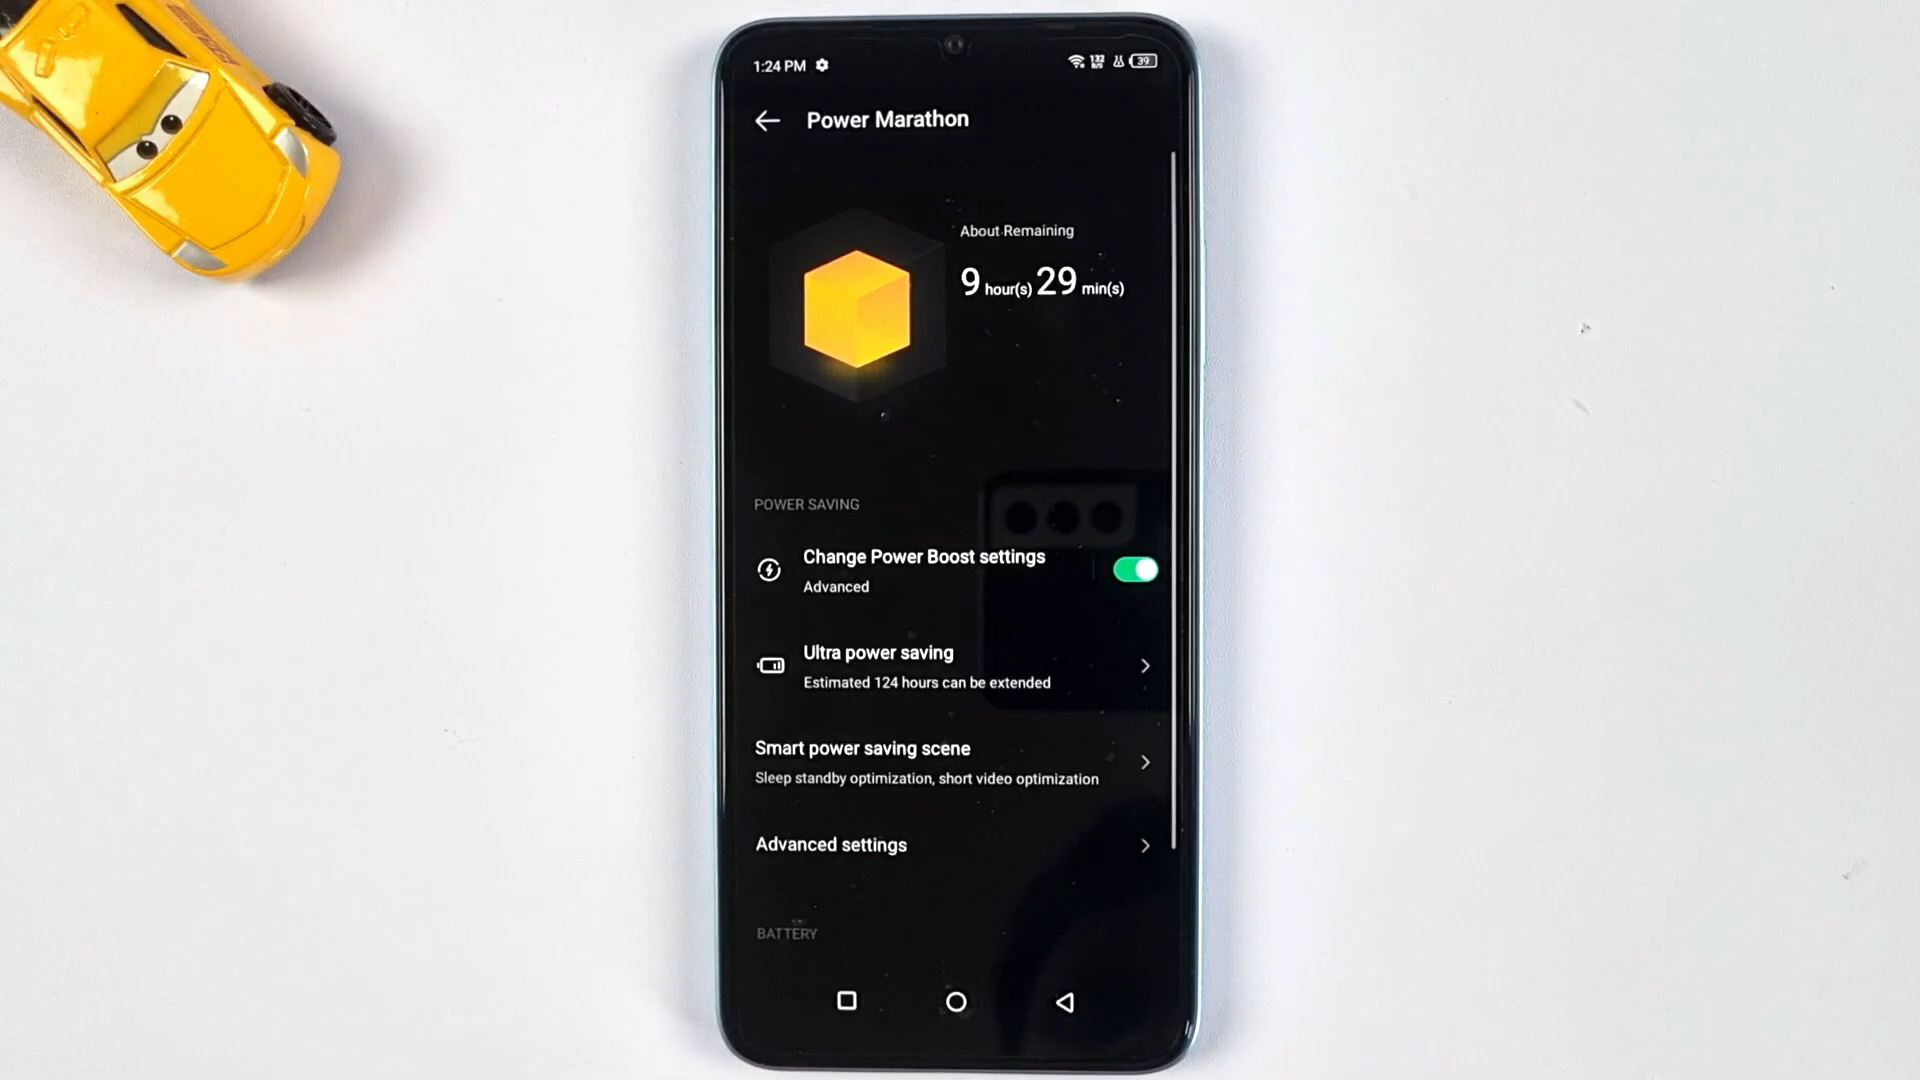 1:24 PM
132
B/S
39
Power Marathon
About Remaining
9 hour(s) 29 min(s)
POWER SAVING
Change Power Boost settings
Advanced
Ultra power saving
Estimated 124 hours can be extended
Smart power saving scene
Sleep standby optimization, short video optimization
Advanced settings
BATTERY